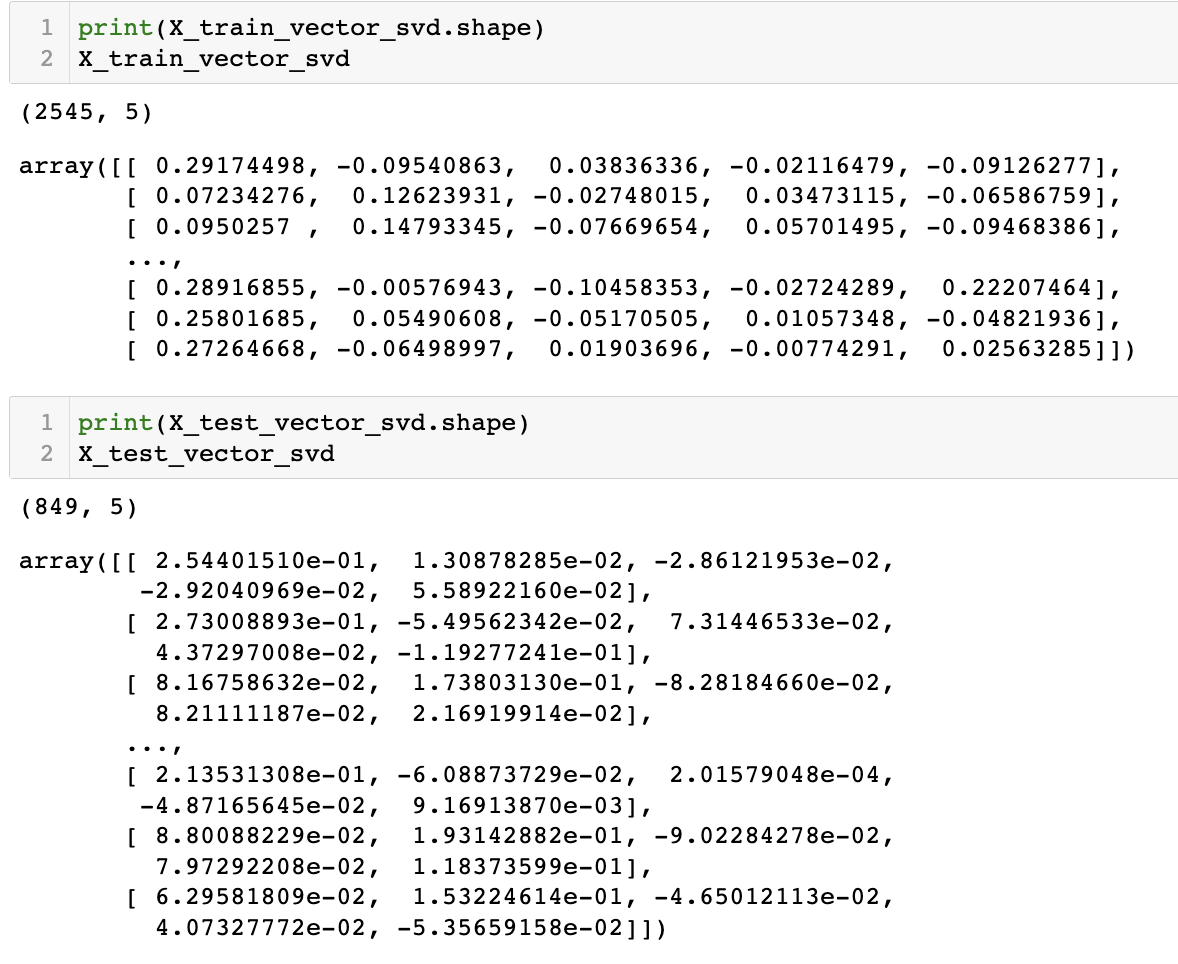 1 print(X_train_vector_svd.shape)
2 X_train_vector_svd
(2545, 5)
array([[ 0.29174498, -0.09540863,  0.03836336, -0.02116479, -0.09126277],
       [ 0.07234276,  0.12623931, -0.02748015,  0.03473115, -0.06586759],
       [ 0.0950257 ,  0.14793345, -0.07669654,  0.05701495, -0.09468386],
       ...,
       [ 0.28916855, -0.00576943, -0.10458353, -0.02724289,  0.22207464],
       [ 0.25801685,  0.05490608, -0.05170505,  0.01057348, -0.04821936],
       [ 0.27264668, -0.06498997,  0.01903696, -0.00774291,  0.02563285]])
1 print(X_test_vector_svd.shape)
2 X_test_vector_svd
(849, 5)
array([[ 2.54401510e-01,  1.30878285e-02, -2.86121953e-02,
        -2.92040969e-02,  5.58922160e-02],
       [ 2.73008893e-01, -5.49562342e-02,  7.31446533e-02,
         4.37297008e-02, -1.19277241e-01],
       [ 8.16758632e-02,  1.73803130e-01, -8.28184660e-02,
         8.21111187e-02,  2.16919914e-02],
       ...,
       [ 2.13531308e-01, -6.08873729e-02,  2.01579048e-04,
        -4.87165645e-02,  9.16913870e-03],
       [ 8.80088229e-02,  1.93142882e-01, -9.02284278e-02,
         7.97292208e-02,  1.18373599e-01],
       [ 6.29581809e-02,  1.53224614e-01, -4.65012113e-02,
         4.07327772e-02, -5.35659158e-02]])